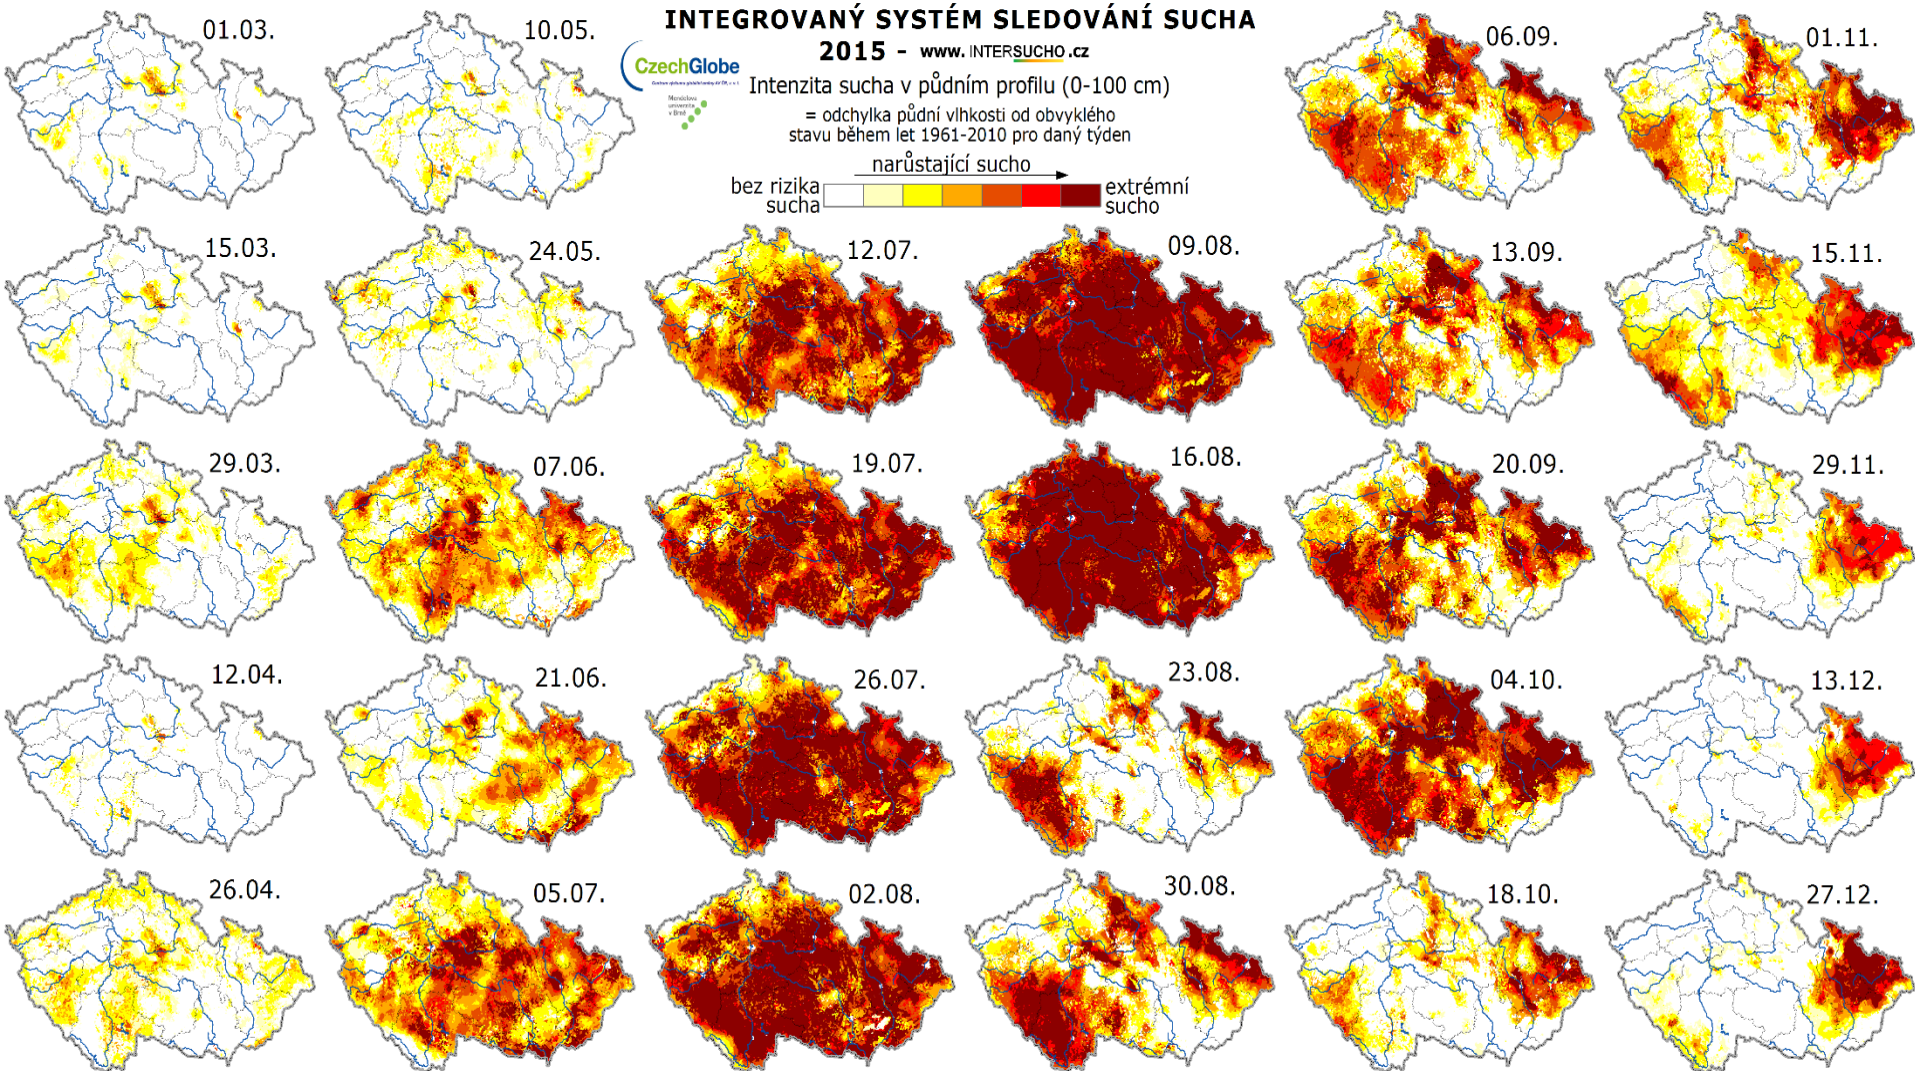 INTEGROVANÝ SYSTÉM SLEDOVÁNÍ SUCHA
2015 - www. INTERSUCHO .cz
CzechGlobe
Mendelova
univerzita
v Brně
Intenzita sucha v půdním profilu (0-100 cm)
= odchylka půdní vlhkosti od obvyklého
stavu během let 1961-2010 pro daný týden
narůstající sucho
bez rizika
sucha
extrémní
sucho
01.03.
15.03.
29.03.
12.04.
26.04.
10.05.
24.05.
07.06.
21.06.
05.07.
12.07.
19.07.
26.07.
02.08.
09.08.
16.08.
23.08.
30.08.
06.09.
13.09.
20.09.
04.10.
18.10.
01.11.
15.11.
29.11.
13.12.
27.12.